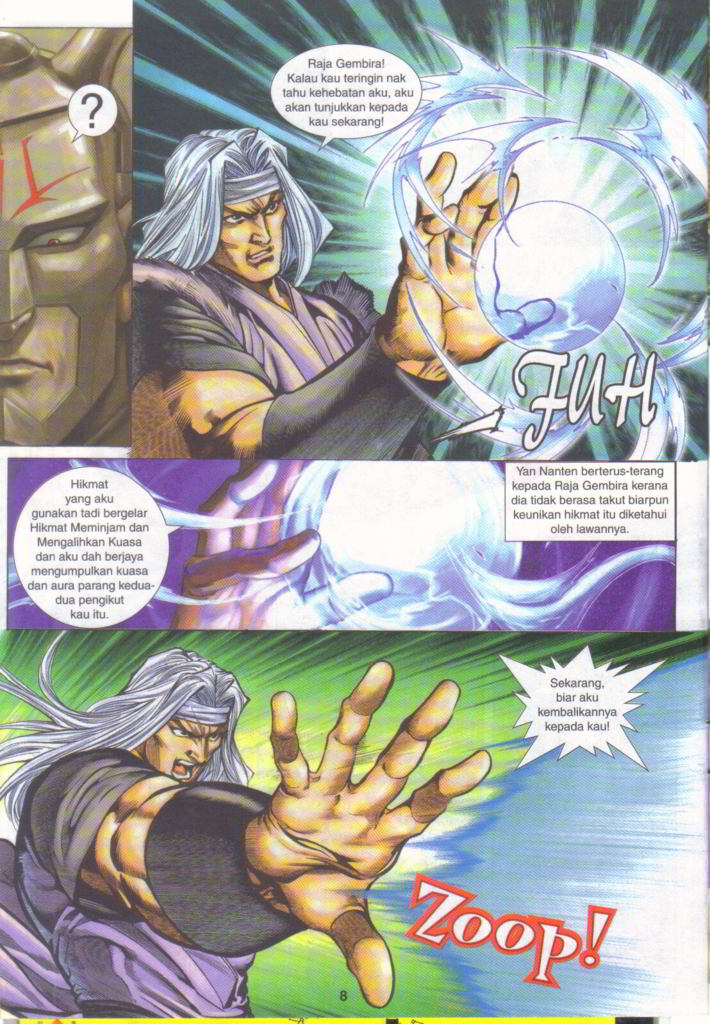 ?
Raja Gembira!
Kalau kau teringin nak
tahu kehebatan aku, aku
akan tunjukkan kepada
kau sekarang!
FUH
Hikmat
yang aku
gunakan tadi bergelar
Hikmat Meminjam dan
Mengalihkan Kuasa
dan aku dah berjaya
mengumpulkan kuasa
dan aura parang kedua-
dua pengikut
kau itu.
Yan Nanten berterus-terang
kepada Raja Gembira kerana
dia tidak berasa takut biarpun
keunikan hikmat itu diketahui
oleh lawannya.
Sekarang,
biar aku
kembalikannya
kepada kau!
Zoop!
8